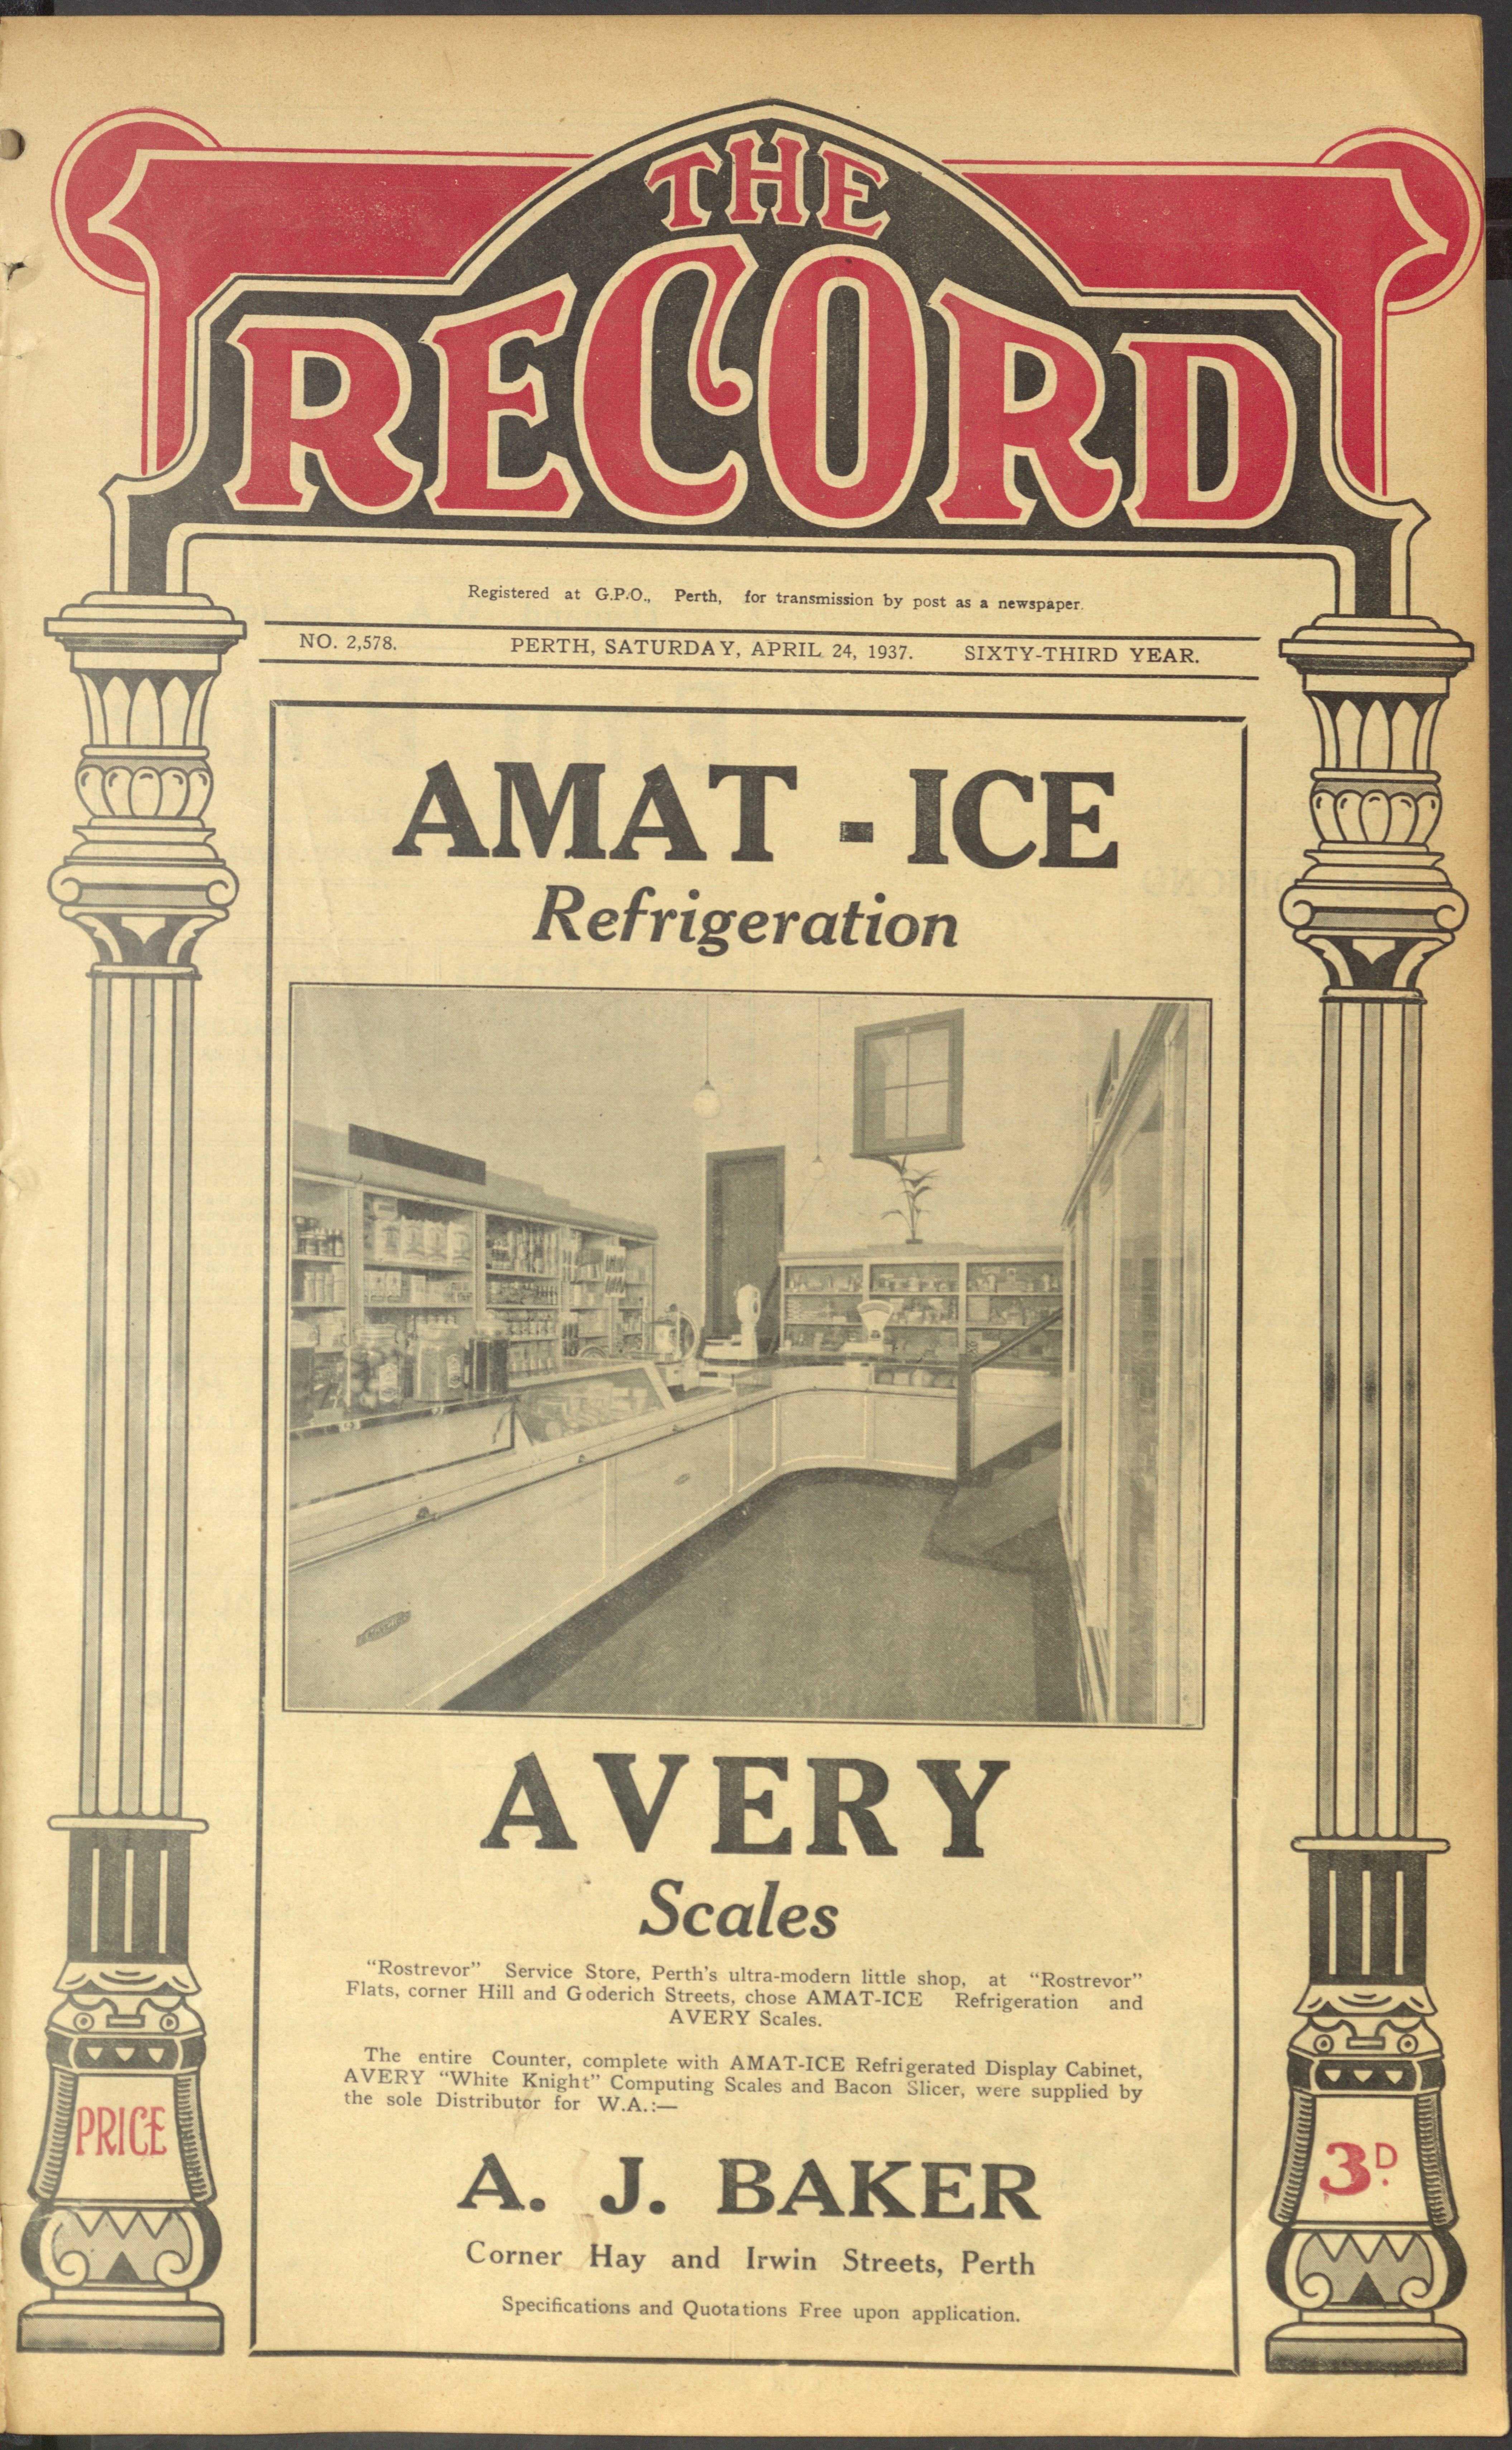 THE
RECORD
Registered at G.P.O., Perth, for transmission by post as a newspaper.
NO. 2,578. PERTH, SATURDAY, APRIL 24, 1937. SIXTY-THIRD YEAR.
AMAT-ICE
Refrigeration
AVERY
Scales
"Rostrevor" Service Store, Perth's ultra-modern little shop, at "Rostrevor"
Flats, corner Hill and Goderich Streets, chose AMAT-ICE Refrigeration and
AVERY Scales.
The entire Counter, complete with AMAT-ICE Refrigerated Display Cabinet,
AVERY "White Knight" Computing Scales and Bacon Slicer, were supplied by
the sole Distributor for W.A.:—
PRICE
3D.
A. J. BAKER
Corner Hay and Irwin Streets, Perth
Specifications and Quotations Free upon application.